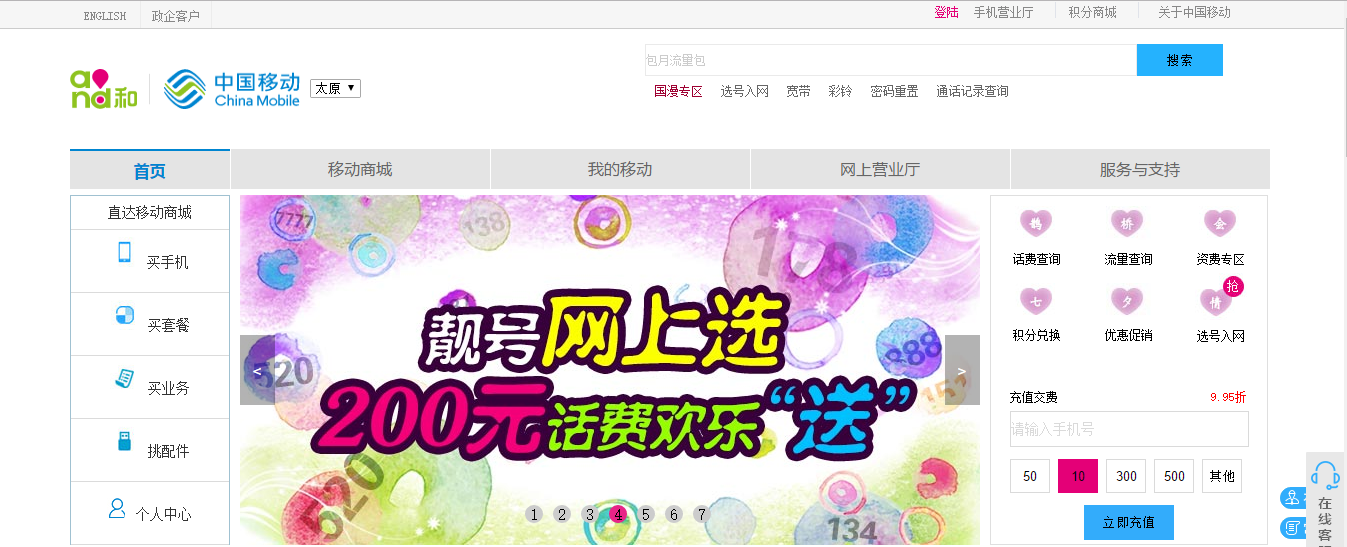 ENGLISH 政企客户 登陆 手机营业厅 积分商城 关于中国移动
包月流量包 搜索
and和 中国移动 China Mobile 太原
国漫专区 选号入网 宽带 彩铃 密码重置 通话记录查询
首页 移动商城 我的移动 网上营业厅 服务与支持
直达移动商城
买手机
买套餐
买业务
挑配件
个人中心
7777 138 128
靓号网上选
520 888 151
< >
200元话费欢乐“送”
520 134
1 2 3 4 5 6 7
鹊 桥 会
话费查询 流量查询 资费专区
七 夕 情 抢
积分兑换 优惠促销 选号入网
充值交费 9.95折
请输入手机号
50 10 300 500 其他
立即充值
在
线
客